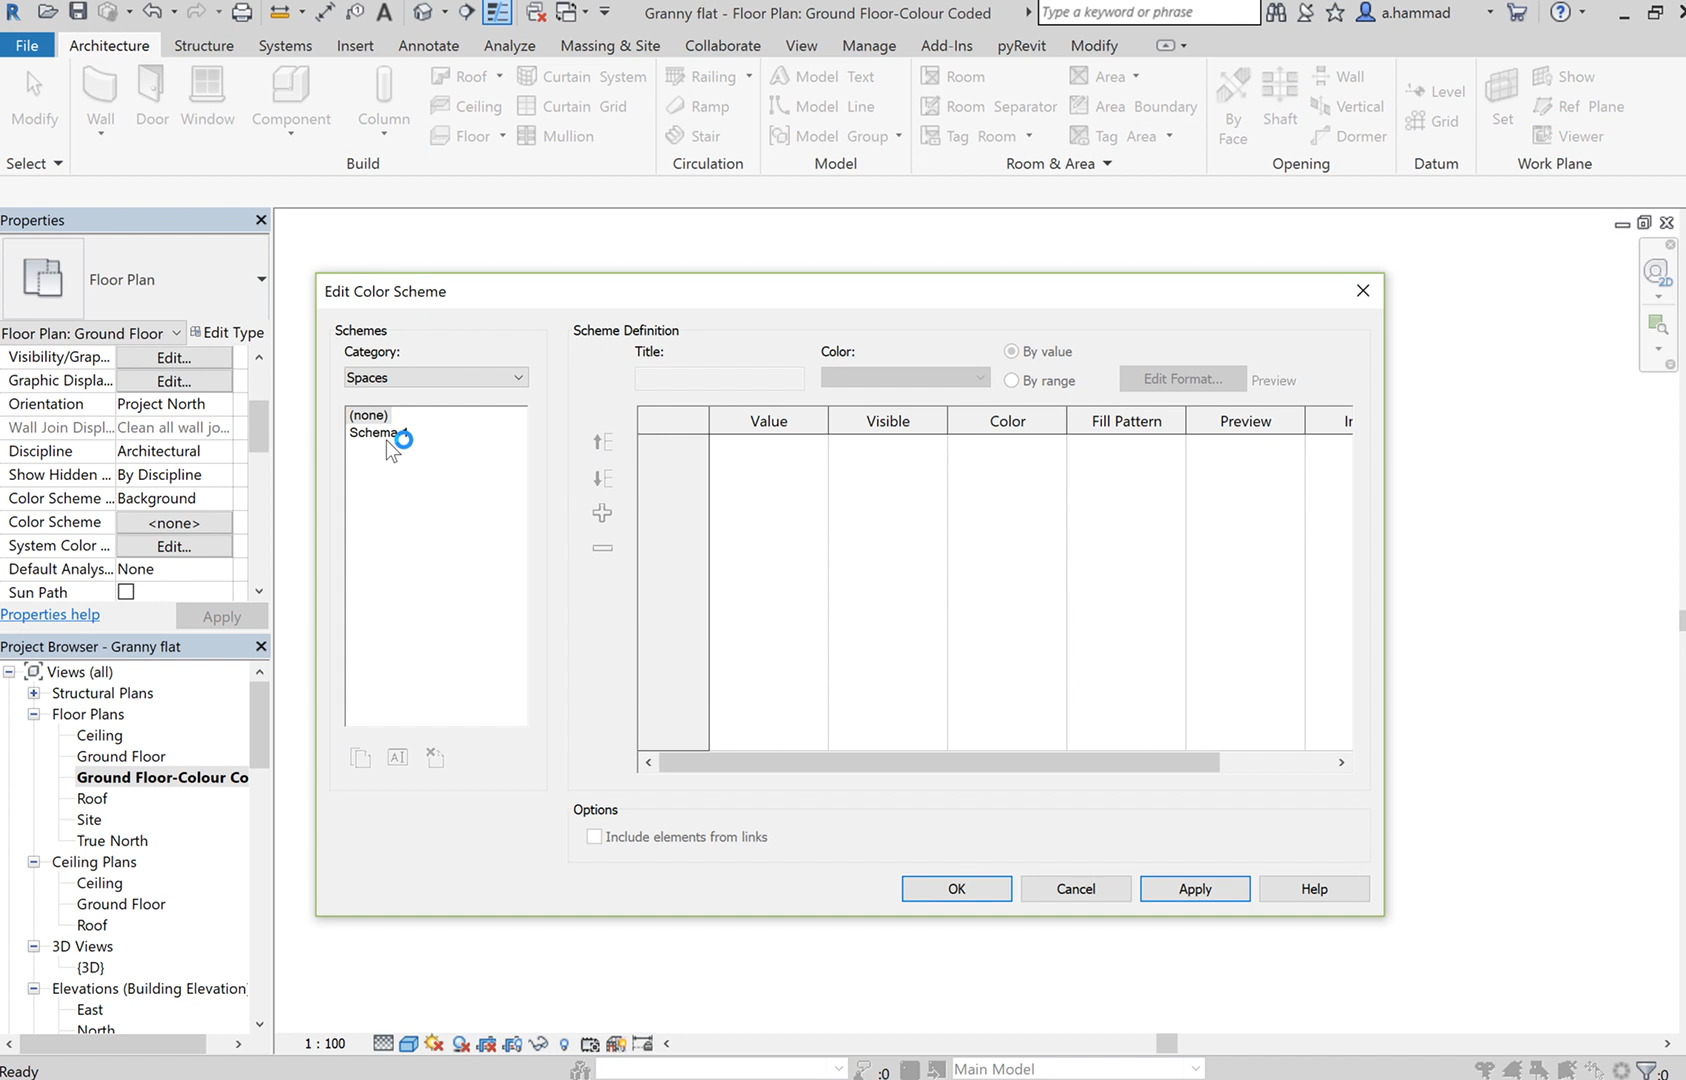 Granny flat - Floor Plan: Ground Floor-Colour Coded
Type a keyword or phrase
a.hammad
File Architecture Structure Systems Insert Annotate Analyze Massing & Site Collaborate View Manage Add-Ins pyRevit Modify
Modify
Wall
Door
Window
Component
Column
Roof
Ceiling
Floor
Curtain System
Curtain Grid
Mullion
Railing
Ramp
Stair
Model Text
Model Line
Model Group
Room
Room Separator
Tag Room
Area
Area Boundary
Tag Area
By Face
Shaft
Wall
Vertical
Dormer
Level
Grid
Set
Show
Ref Plane
Viewer
Select
Build
Circulation
Model
Room & Area
Opening
Datum
Work Plane
Properties
Floor Plan
Floor Plan: Ground Floor Edit Type
Visibility/Grap... Edit...
Graphic Displa... Edit...
Orientation Project North
Wall Join Displ... Clean all wall jo...
Discipline Architectural
Show Hidden ... By Discipline
Color Scheme ... Background
Color Scheme <none>
System Color ... Edit...
Default Analys... None
Sun Path
Properties help Apply
Project Browser - Granny flat
Views (all)
Structural Plans
Floor Plans
Ceiling
Ground Floor
Ground Floor-Colour Co
Roof
Site
True North
Ceiling Plans
Ceiling
Ground Floor
Roof
3D Views
{3D}
Elevations (Building Elevation)
East
North
2D
Edit Color Scheme
Schemes
Category:
Spaces
(none)
Schema
Scheme Definition
Title:
Color:
By value
By range
Edit Format...
Preview
Value Visible Color Fill Pattern Preview Ir
Options
Include elements from links
OK Cancel Apply Help
1 : 100
Ready
:0
Main Model
:0